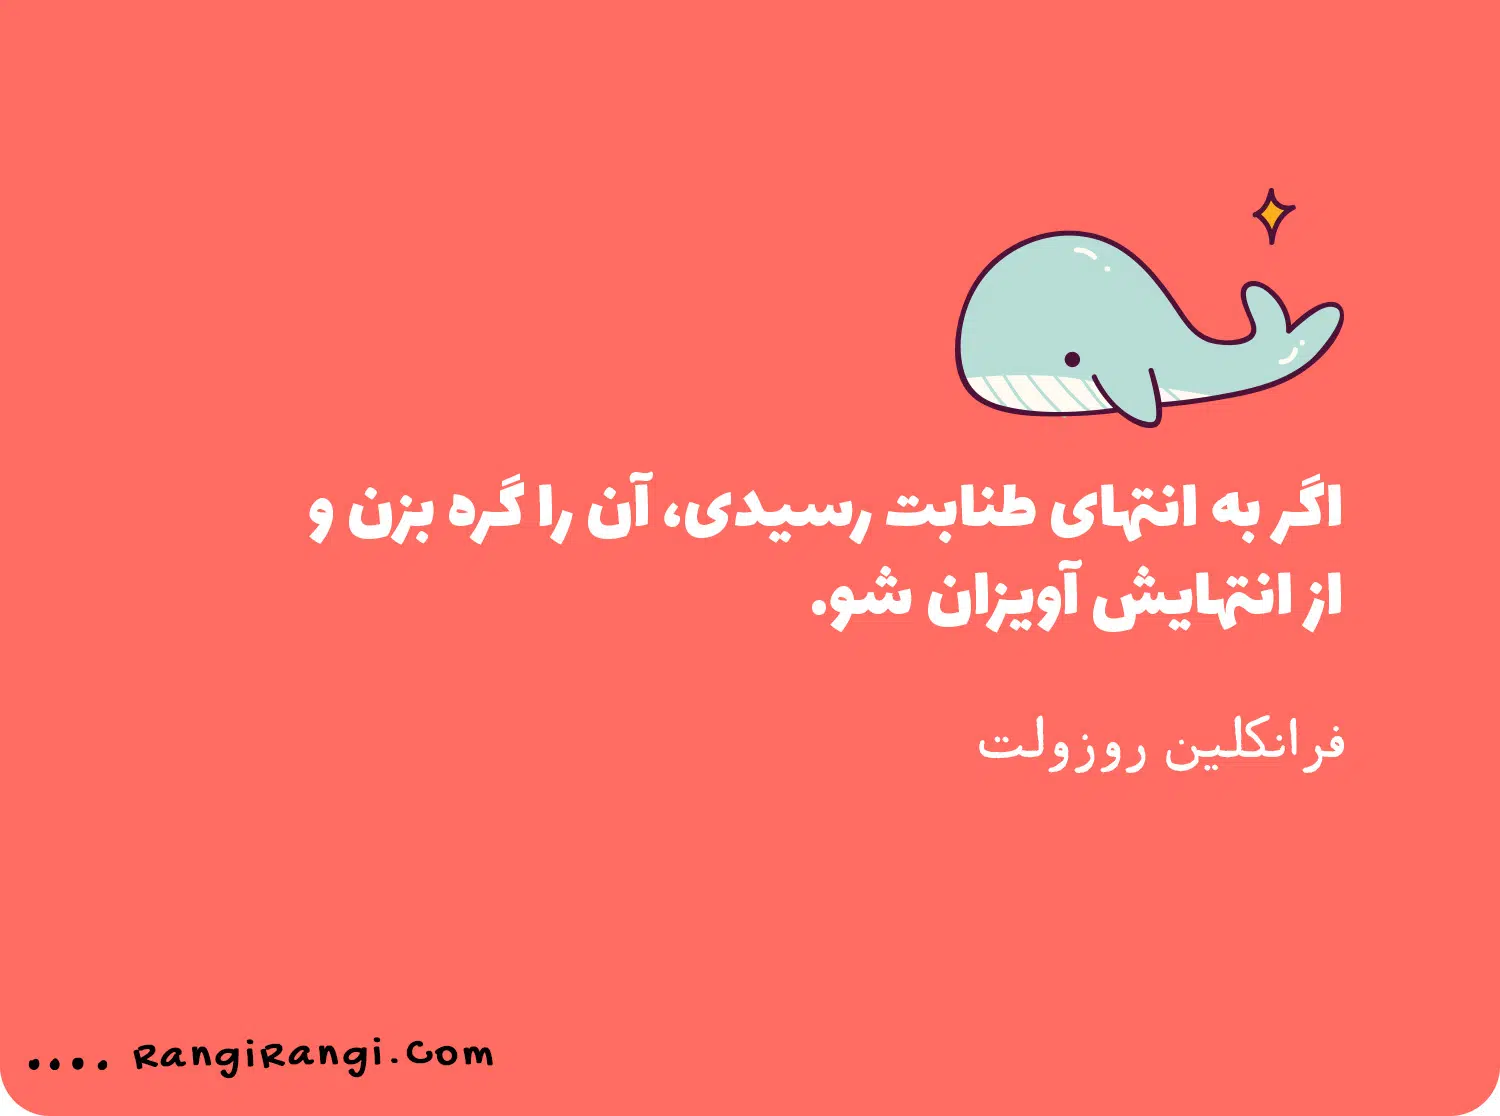 اگر به انتهای طنابت رسیدی، آن را گره بزن و
از انتهایش آویزان شو.
فرانکلین روزولت
.... RangiRangi.com